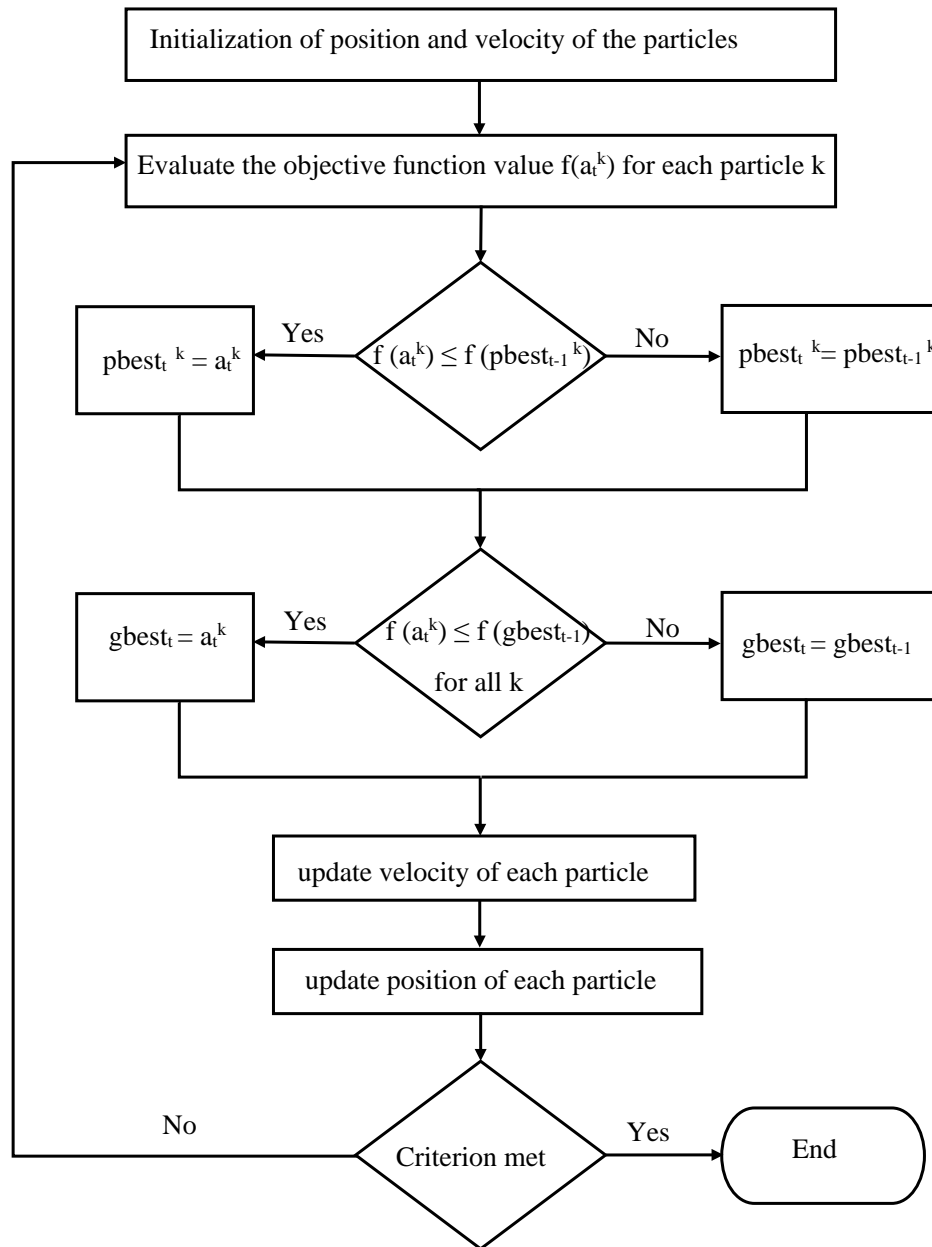 Initialization of position and velocity of the particles
Evaluate the objective function value f(aₜᵏ) for each particle k
Yes
No
pbestₜ ᵏ = aₜᵏ
f (aₜᵏ) ≤ f (pbestₜ₋₁ ᵏ)
pbestₜ ᵏ= pbestₜ₋₁ ᵏ
Yes
No
gbestₜ = aₜᵏ
f (aₜᵏ) ≤ f (gbestₜ₋₁)
for all k
gbestₜ = gbestₜ₋₁
update velocity of each particle
update position of each particle
No
Yes
Criterion met
End